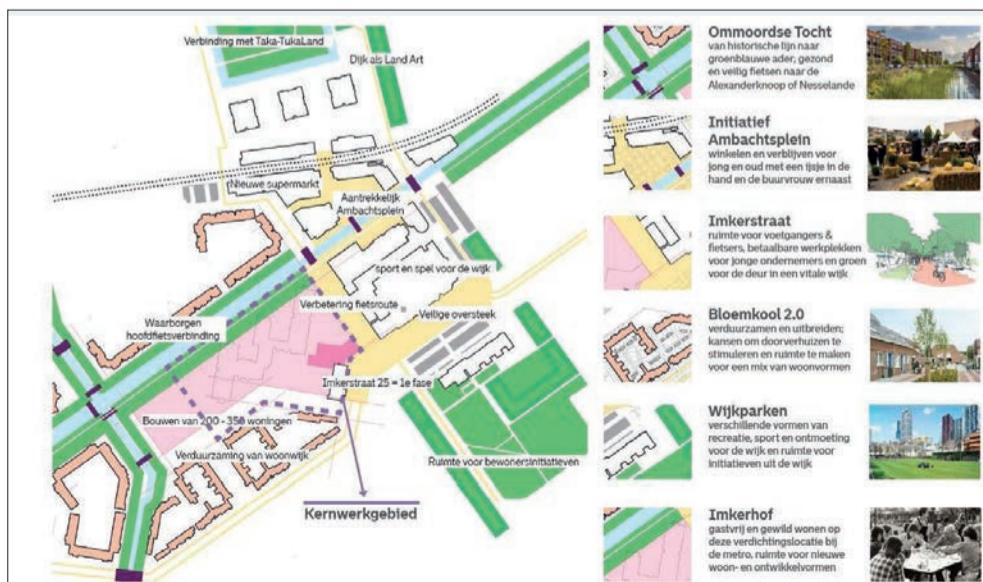 Verbinding met Taka-TukaLand
Dijk als Land Art
Nieuwe supermarkt
Aantrekkelijk
Ambachtsplein
sport en spel voor de wijk
Verbetering fietsroute
Veilige oversteek
Waarborgen
hoofdfietsverbinding
Imkerstraat 25 = 1e fase
Bouwen van 200 - 350 woningen
Verduurzaming van woonwijk
Ruimte voor bewonersinitiatieven
Kernwerkgebied
Ommoordse Tocht
van historische lijn naar
groenblauwe ader, gezond
en veilig fietsen naar de
Alexanderknoop of Nesselande
Initiatief
Ambachtsplein
winkelen en verblijven voor
jong en oud met een ijsje in de
hand en de buurvrouw ernaast
Imkerstraat
ruimte voor voetgangers &
fietsers, betaalbare werkplekken
voor jonge ondernemers en groen
voor de deur in een vitale wijk
Bloemkool 2.0
verduurzamen en uitbreiden;
kansen om doorverhuizen te
stimuleren en ruimte te maken
voor een mix van woonvormen
Wijkparken
verschillende vormen van
recreatie, sport en ontmoeting
voor de wijk en ruimte voor
initiatieven uit de wijk
Imkerhof
gastvrij en gewild wonen op
deze verdichtingslocatie bij
de metro, ruimte voor nieuwe
woon- en ontwikkelvormen